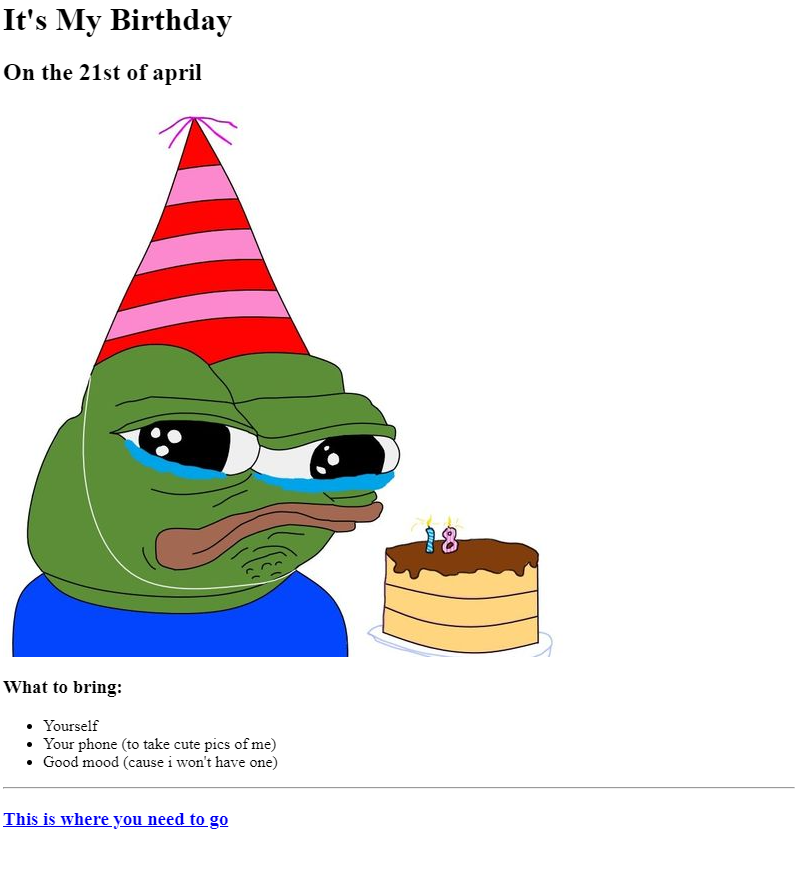 It's My Birthday
On the 21st of april
18
What to bring:
Yourself
Your phone (to take cute pics of me)
Good mood (cause i won't have one)
This is where you need to go